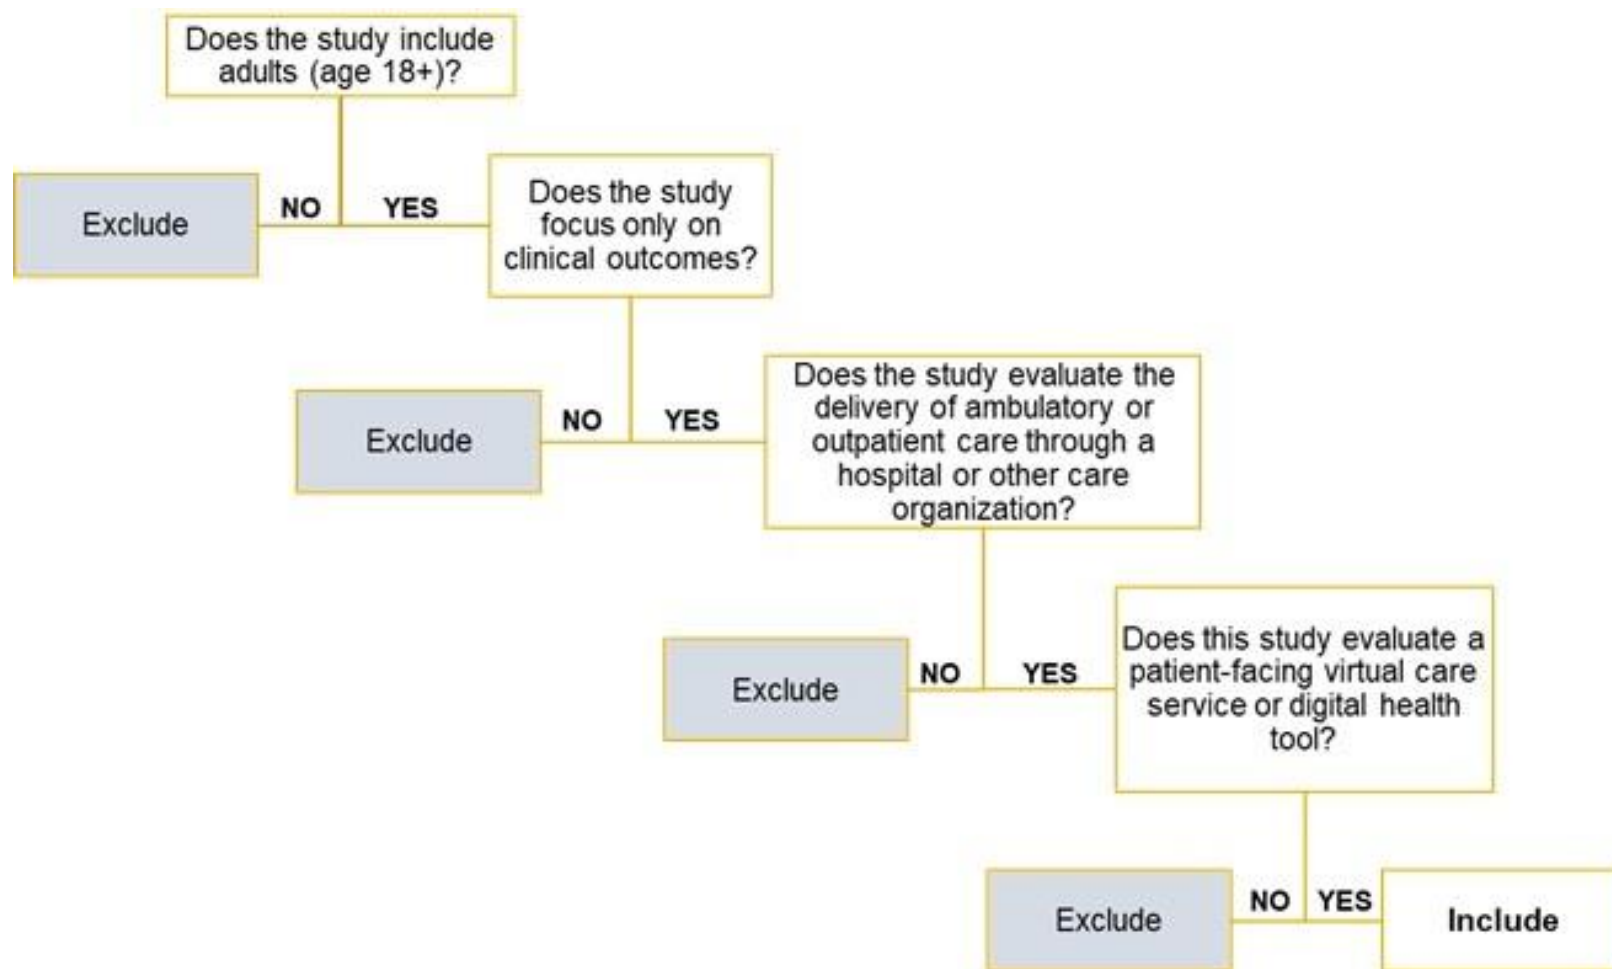 Does the study include
adults (age 18+)?
Exclude
NO
YES
Does the study
focus only on
clinical outcomes?
Exclude
NO
YES
Does the study evaluate the
delivery of ambulatory or
outpatient care through a
hospital or other care
organization?
Exclude
NO
YES
Does this study evaluate a
patient-facing virtual care
service or digital health
tool?
Exclude
NO
YES
Include